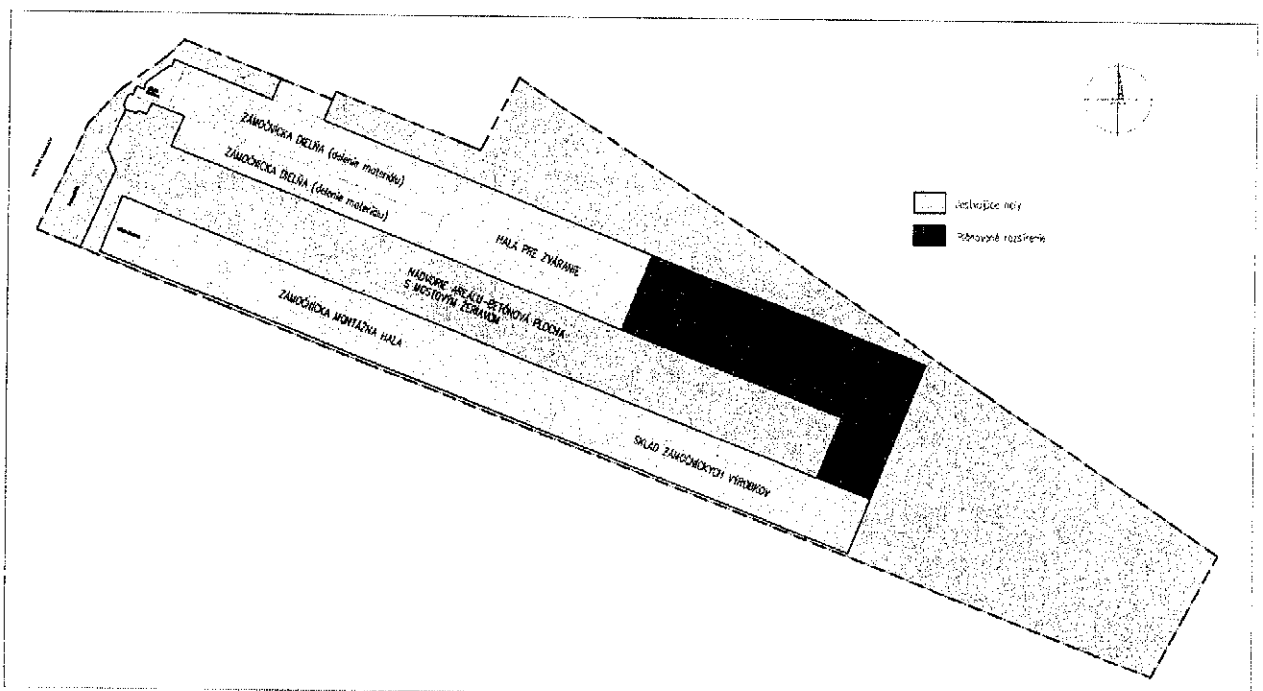 ZÁMOČNÍCKA DIELŇA (delenie materiálu)
ZÁMOČNÍCKA DIELŇA (delenie materiálu)
HALA PRE ZVÁRANIE
NÁDVORIE AREÁLU-BETÓNOVÁ PLOCHA
S MOSTOVÝM ŽERIAVOM
ZÁMOČNÍCKA MONTÁŽNA HALA
SKLAD ZÁMOČNÍCKYCH VÝROBKOV
Jestvujúce haly
Plánované rozšírenie